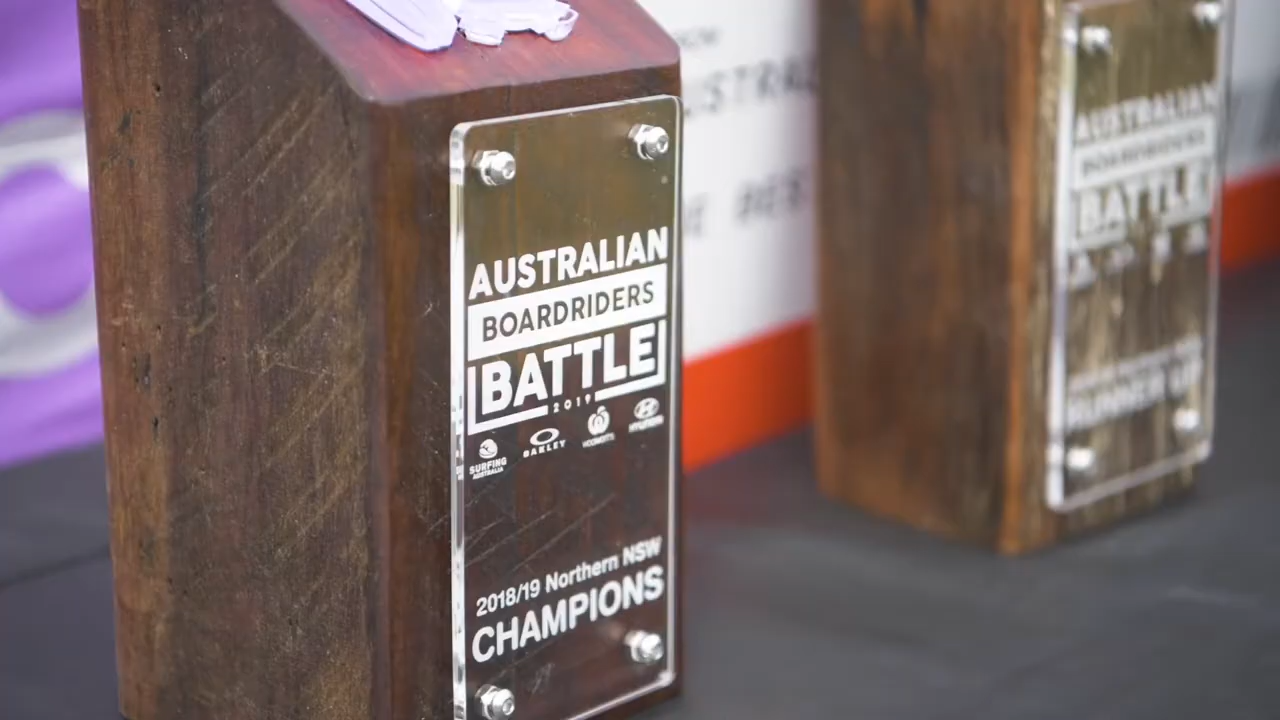 AUSTRALIAN
BOARDRIDERS
BATTLE
2019
SURFING
AUSTRALIA
OAKLEY
WOOLWORTHS
HYUNDAI
2018/19 Northern NSW
CHAMPIONS
AUSTRALIAN
BOARDRIDERS
BATTLE
RUNNER UP